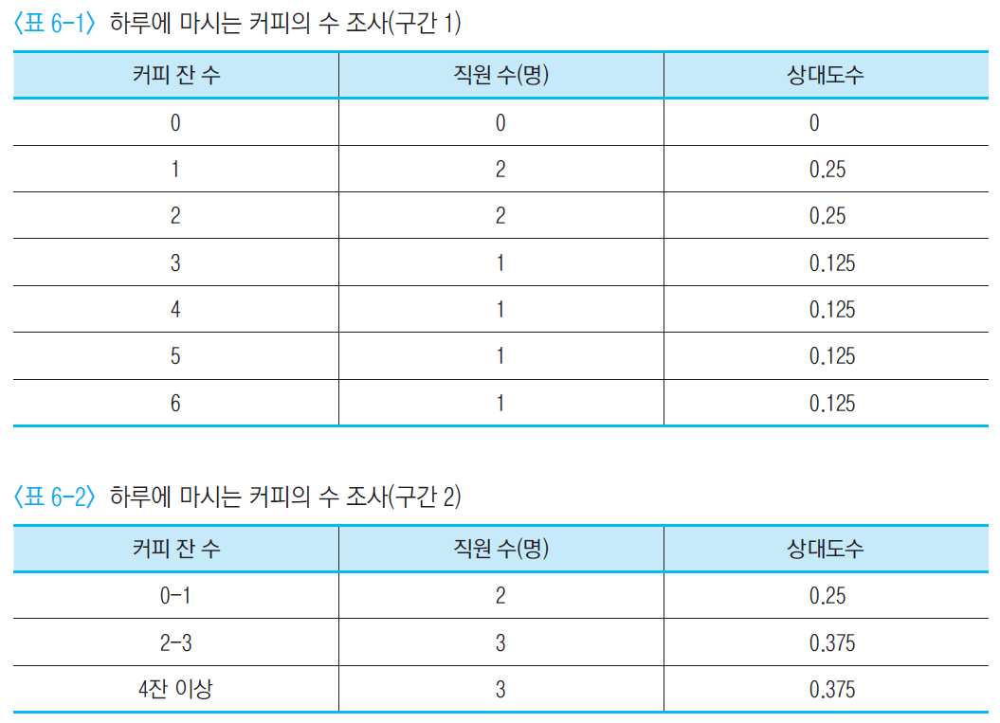 〈표 6-1〉 하루에 마시는 커피의 수 조사(구간 1)
커피 잔 수 직원 수(명) 상대도수
0 0 0
1 2 0.25
2 2 0.25
3 1 0.125
4 1 0.125
5 1 0.125
6 1 0.125
〈표 6-2〉 하루에 마시는 커피의 수 조사(구간 2)
커피 잔 수 직원 수(명) 상대도수
0-1 2 0.25
2-3 3 0.375
4잔 이상 3 0.375